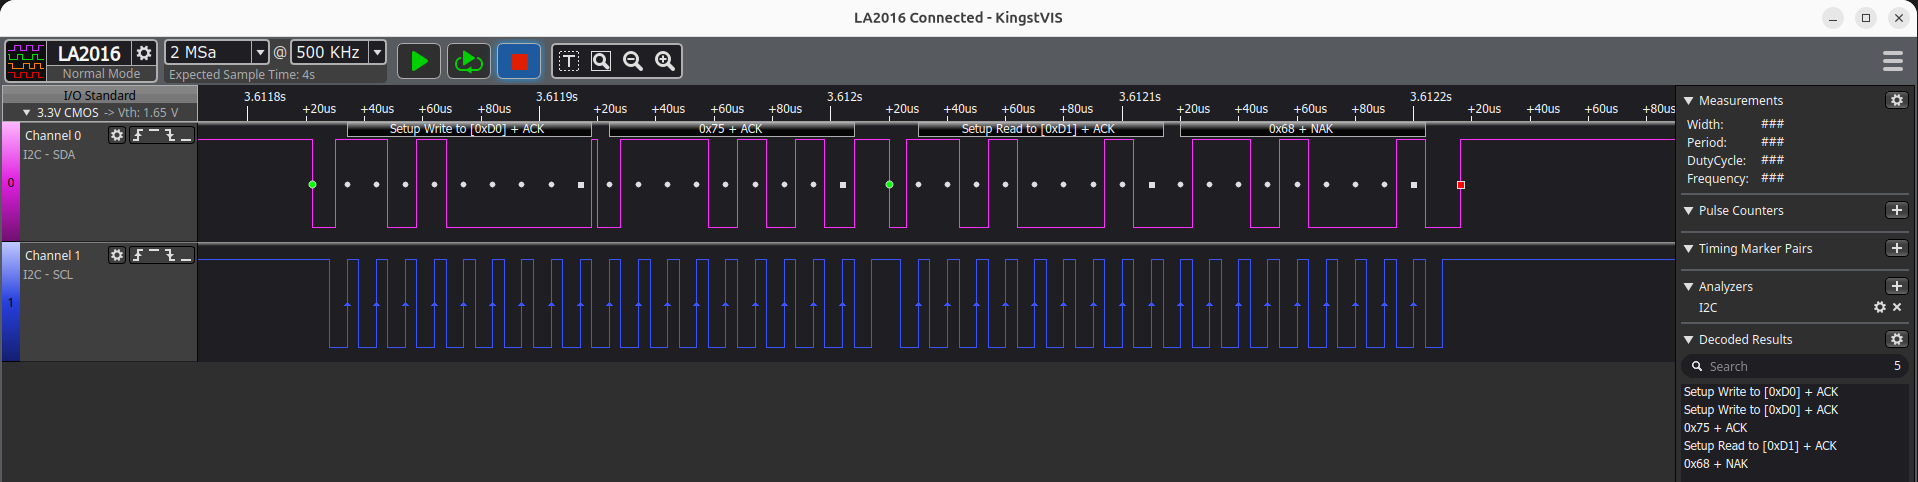 LA2016 Connected - KingstVIS
LA2016
Normal Mode
2 MSa @ 500 KHz
Expected Sample Time: 4s
T
I/O Standard
3.3V CMOS -> Vth: 1.65 V
3.6118s 3.6119s 3.612s 3.6121s 3.6122s
+20us +40us +60us +80us +20us +40us +60us +80us +20us +40us +60us +80us +20us +40us +60us +80us +20us +40us +60us +80us
Channel 0
I2C - SDA
0
Setup Write to [0xD0] + ACK 0x75 + ACK Setup Read to [0xD1] + ACK 0x68 + NAK
Channel 1
I2C - SCL
1
Measurements
Width: ###
Period: ###
DutyCycle: ###
Frequency: ###
Pulse Counters
Timing Marker Pairs
Analyzers
I2C
Decoded Results
Search 5
Setup Write to [0xD0] + ACK
Setup Write to [0xD0] + ACK
0x75 + ACK
Setup Read to [0xD1] + ACK
0x68 + NAK